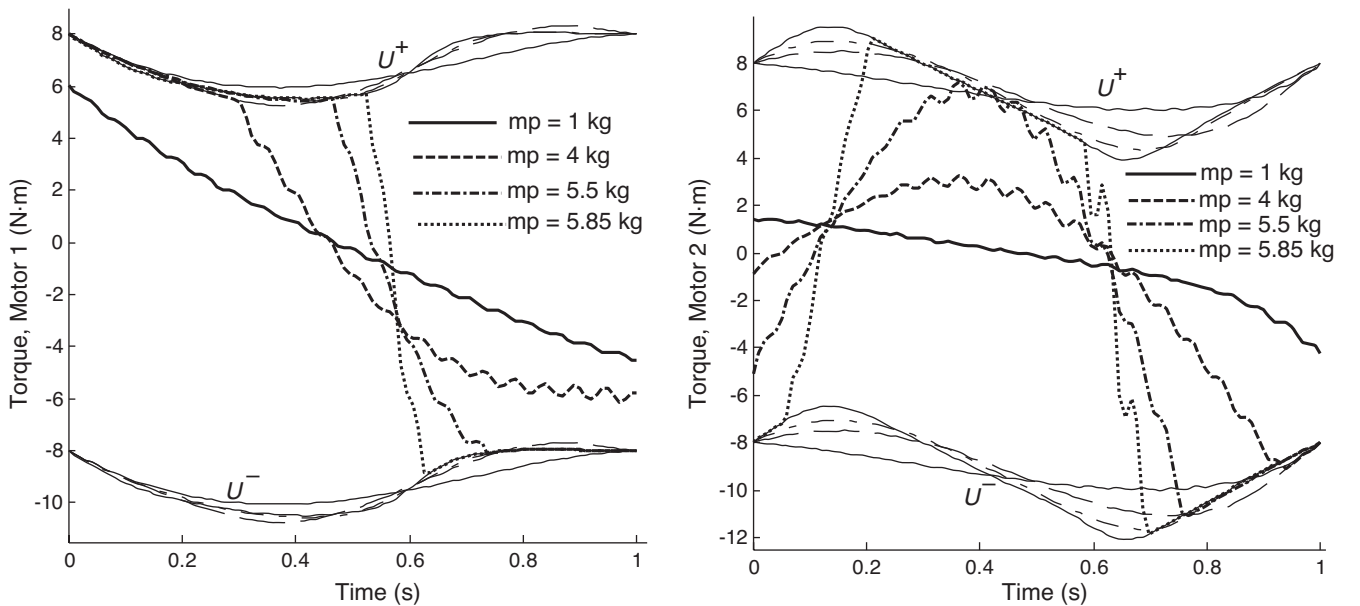 Torque, Motor 1 (N·m)
8
6
4
2
0
-2
-4
-6
-8
-10
U+
mp = 1 kg
mp = 4 kg
mp = 5.5 kg
mp = 5.85 kg
U−
0
0.2
0.4
0.6
0.8
1
Time (s)
Torque, Motor 2 (N·m)
8
6
4
2
0
-2
-4
-6
-8
-10
-12
U+
mp = 1 kg
mp = 4 kg
mp = 5.5 kg
mp = 5.85 kg
U−
0
0.2
0.4
0.6
0.8
1
Time (s)